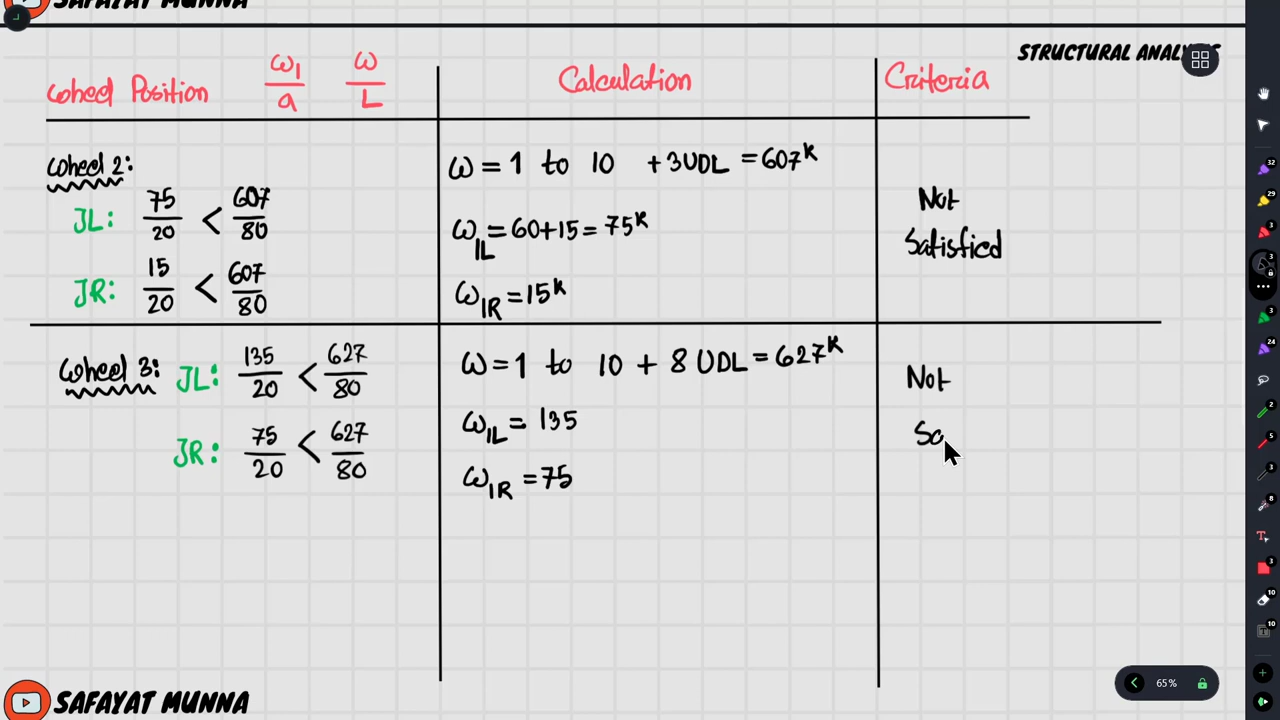 SAFAYAT MUNNA
STRUCTURAL ANALYSIS
Wheel Position ω1/a ω/L Calculation Criteria
Wheel 2:
JL: 75/20 < 607/80
JR: 15/20 < 607/80
ω = 1 to 10 + 3UDL = 607k
ω1L = 60+15 = 75k
ω1R = 15k
Not
Satisfied
Wheel 3: JL: 135/20 < 627/80
JR: 75/20 < 627/80
ω = 1 to 10 + 8 UDL = 627k
ω1L = 135
ω1R = 75
Not
Sa
SAFAYAT MUNNA
65%